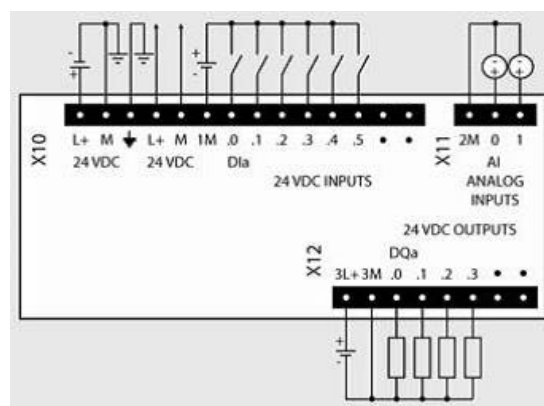 X10
L+ M L+ M 1M .0 .1 .2 .3 .4 .5
24 VDC 24 VDC DIa
24 VDC INPUTS
X11
2M 0 1
AI
ANALOG
INPUTS
24 VDC OUTPUTS
X12
DQa
3L+ 3M .0 .1 .2 .3